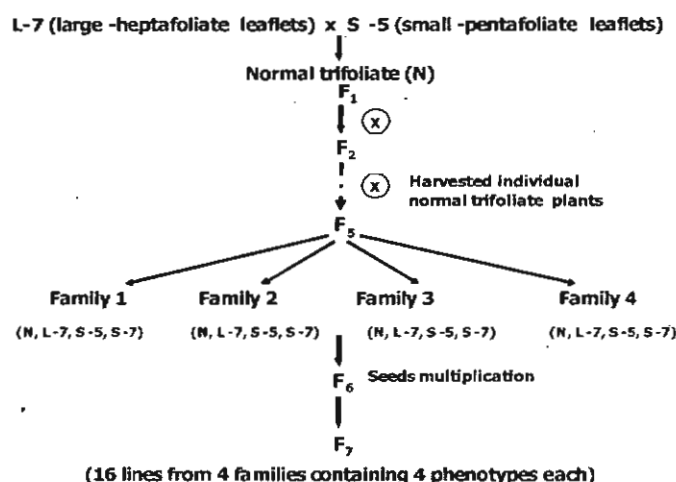 L-7 (large -heptafoliate leaflets) x S -5 (small -pentafoliate leaflets)
Normal trifoliate (N)
F1
x
F2
x Harvested individual
normal trifoliate plants
F5
Family 1 Family 2 Family 3 Family 4
(N, L-7, S-5, S-7) (N, L-7, S-5, S-7) (N, L-7, S-5, S-7) (N, L-7, S-5, S-7)
F6 Seeds multiplication
F7
(16 lines from 4 families containing 4 phenotypes each)